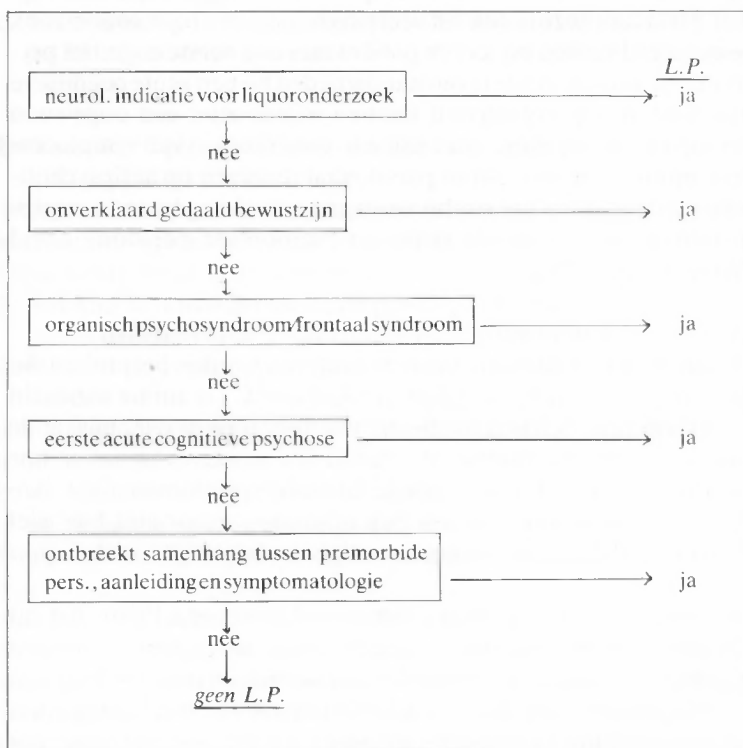 L.P.
neurol. indicatie voor liquoronderzoek ja
nee
onverklaard gedaald bewustzijn ja
nee
organisch psychosyndroom/frontaal syndroom ja
nee
eerste acute cognitieve psychose ja
nee
ontbreekt samenhang tussen premorbide
pers., aanleiding en symptomatologie ja
nee
geen L.P.